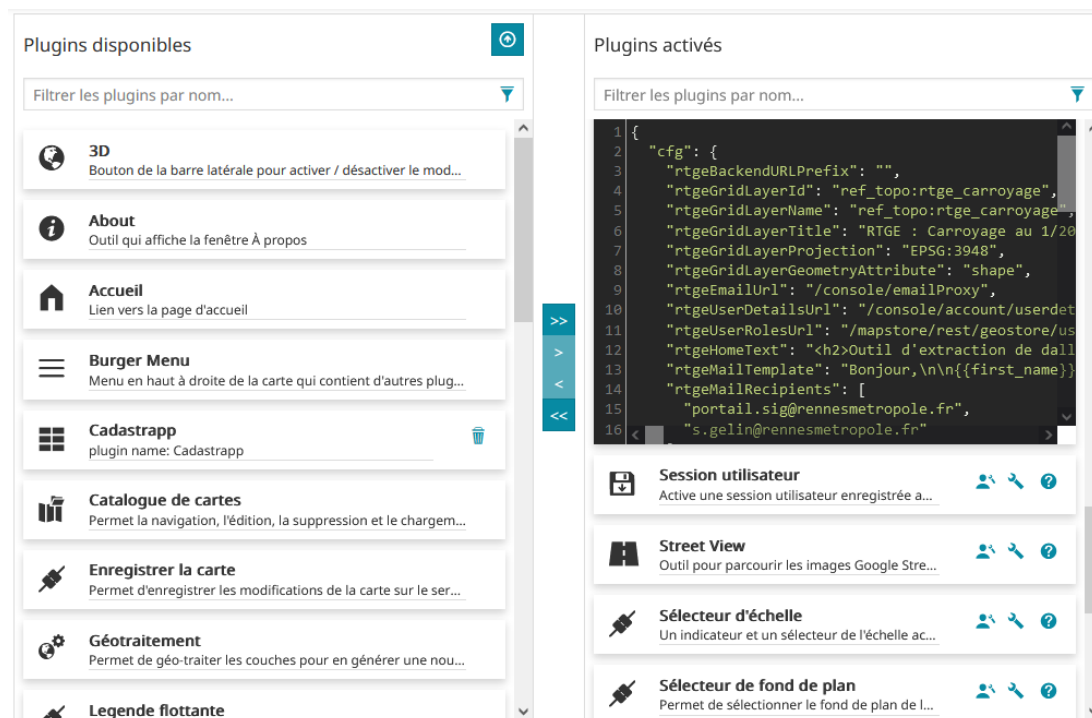 Plugins disponibles
Filtrer les plugins par nom...
3D
Bouton de la barre latérale pour activer / désactiver le mod...
About
Outil qui affiche la fenêtre À propos
Accueil
Lien vers la page d'accueil
Burger Menu
Menu en haut à droite de la carte qui contient d'autres plug...
Cadastrapp
plugin name: Cadastrapp
Catalogue de cartes
Permet la navigation, l'édition, la suppression et le chargem...
Enregistrer la carte
Permet d'enregistrer les modifications de la carte sur le ser...
Géotraitement
Permet de géo-traiter les couches pour en générer une nou...
Legende flottante
>>
>
<
<<
Plugins activés
Filtrer les plugins par nom...
1 {
2 "cfg": {
3 "rtgeBackendURLPrefix": "",
4 "rtgeGridLayerId": "ref_topo:rtge_carroyage",
5 "rtgeGridLayerName": "ref_topo:rtge_carroyage",
6 "rtgeGridLayerTitle": "RTGE : Carroyage au 1/20
7 "rtgeGridLayerProjection": "EPSG:3948",
8 "rtgeGridLayerGeometryAttribute": "shape",
9 "rtgeEmailUrl": "/console/emailProxy",
10 "rtgeUserDetailsUrl": "/console/account/userdet
11 "rtgeUserRolesUrl": "/mapstore/rest/geostore/us
12 "rtgeHomeText": "<h2>Outil d'extraction de dall
13 "rtgeMailTemplate": "Bonjour,\n\n{{first_name}}
14 "rtgeMailRecipients": [
15 "portail.sig@rennesmetropole.fr",
16 "s.gelin@rennesmetropole.fr"
Session utilisateur
Active une session utilisateur enregistrée a...
Street View
Outil pour parcourir les images Google Stre...
Sélecteur d'échelle
Un indicateur et un sélecteur de l'échelle ac...
Sélecteur de fond de plan
Permet de sélectionner le fond de plan de l...